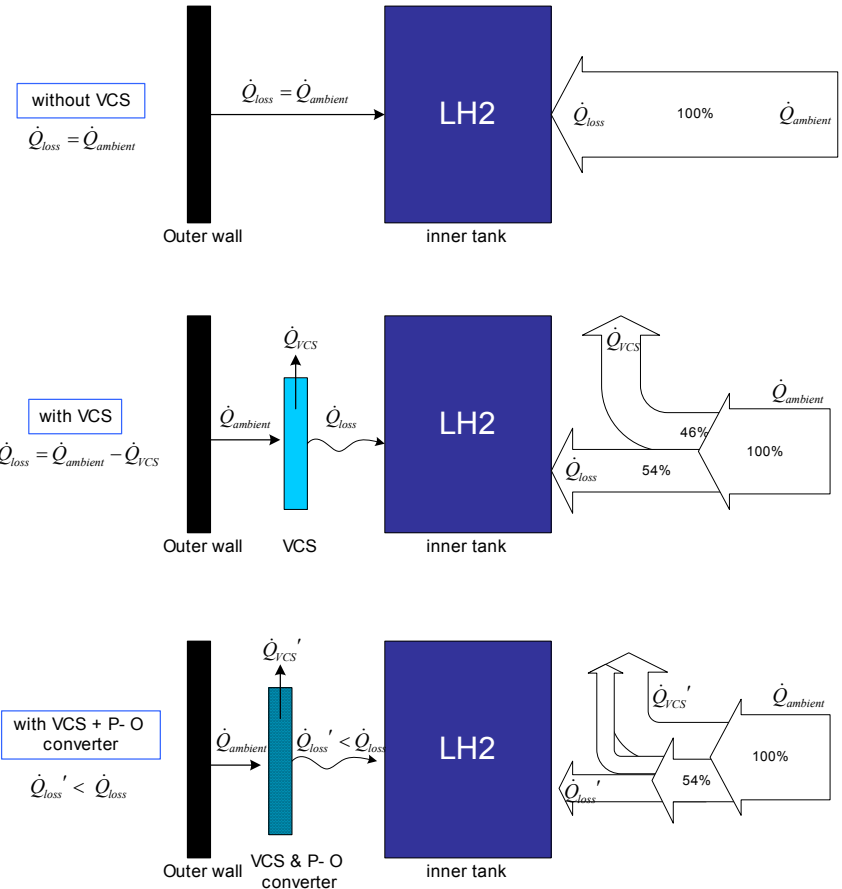 without VCS
Q̇loss = Q̇ambient
Q̇loss = Q̇ambient
LH2
Q̇loss
100%
Q̇ambient
Outer wall
inner tank
with VCS
Q̇loss = Q̇ambient − Q̇VCS
Q̇VCS
Q̇ambient
Q̇loss
LH2
Q̇VCS
Q̇ambient
46%
100%
Q̇loss
54%
Outer wall
VCS
inner tank
with VCS + P- O
converter
Q̇loss' < Q̇loss
Q̇VCS'
Q̇ambient
Q̇loss' < Q̇loss
LH2
Q̇VCS'
Q̇ambient
100%
54%
Q̇loss'
Outer wall
VCS & P- O
converter
inner tank